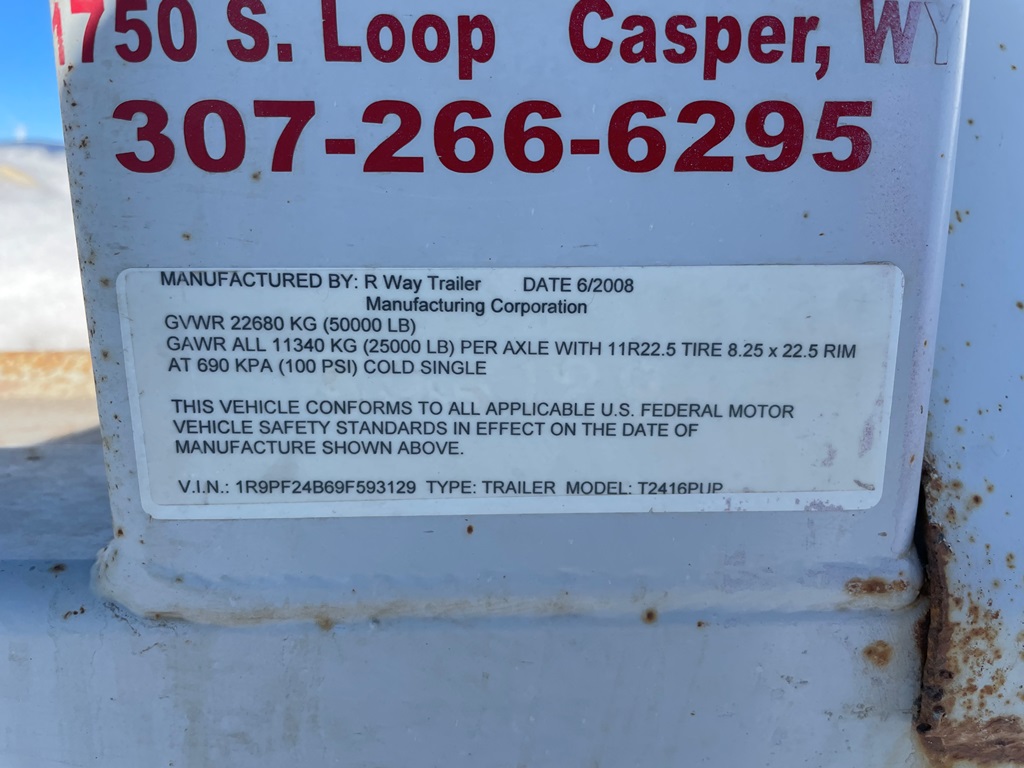 1750 S. Loop Casper, WY
307-266-6295
MANUFACTURED BY: R Way Trailer DATE 6/2008
Manufacturing Corporation
GVWR 22680 KG (50000 LB)
GAWR ALL 11340 KG (25000 LB) PER AXLE WITH 11R22.5 TIRE 8.25 x 22.5 RIM
AT 690 KPA (100 PSI) COLD SINGLE
THIS VEHICLE CONFORMS TO ALL APPLICABLE U.S. FEDERAL MOTOR
VEHICLE SAFETY STANDARDS IN EFFECT ON THE DATE OF
MANUFACTURE SHOWN ABOVE.
V.I.N.: 1R9PF24B69F593129 TYPE: TRAILER MODEL: T2416PUP